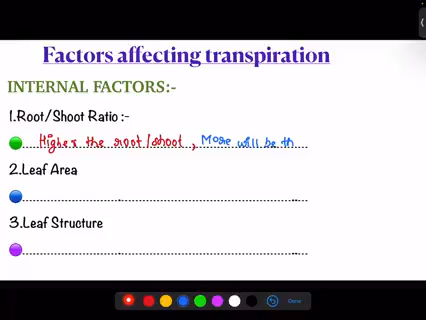 Factors affecting transpiration
INTERNAL FACTORS:-
1.Root/Shoot Ratio :-
Higher the root/shoot, More will be th
2.Leaf Area
3.Leaf Structure
Done